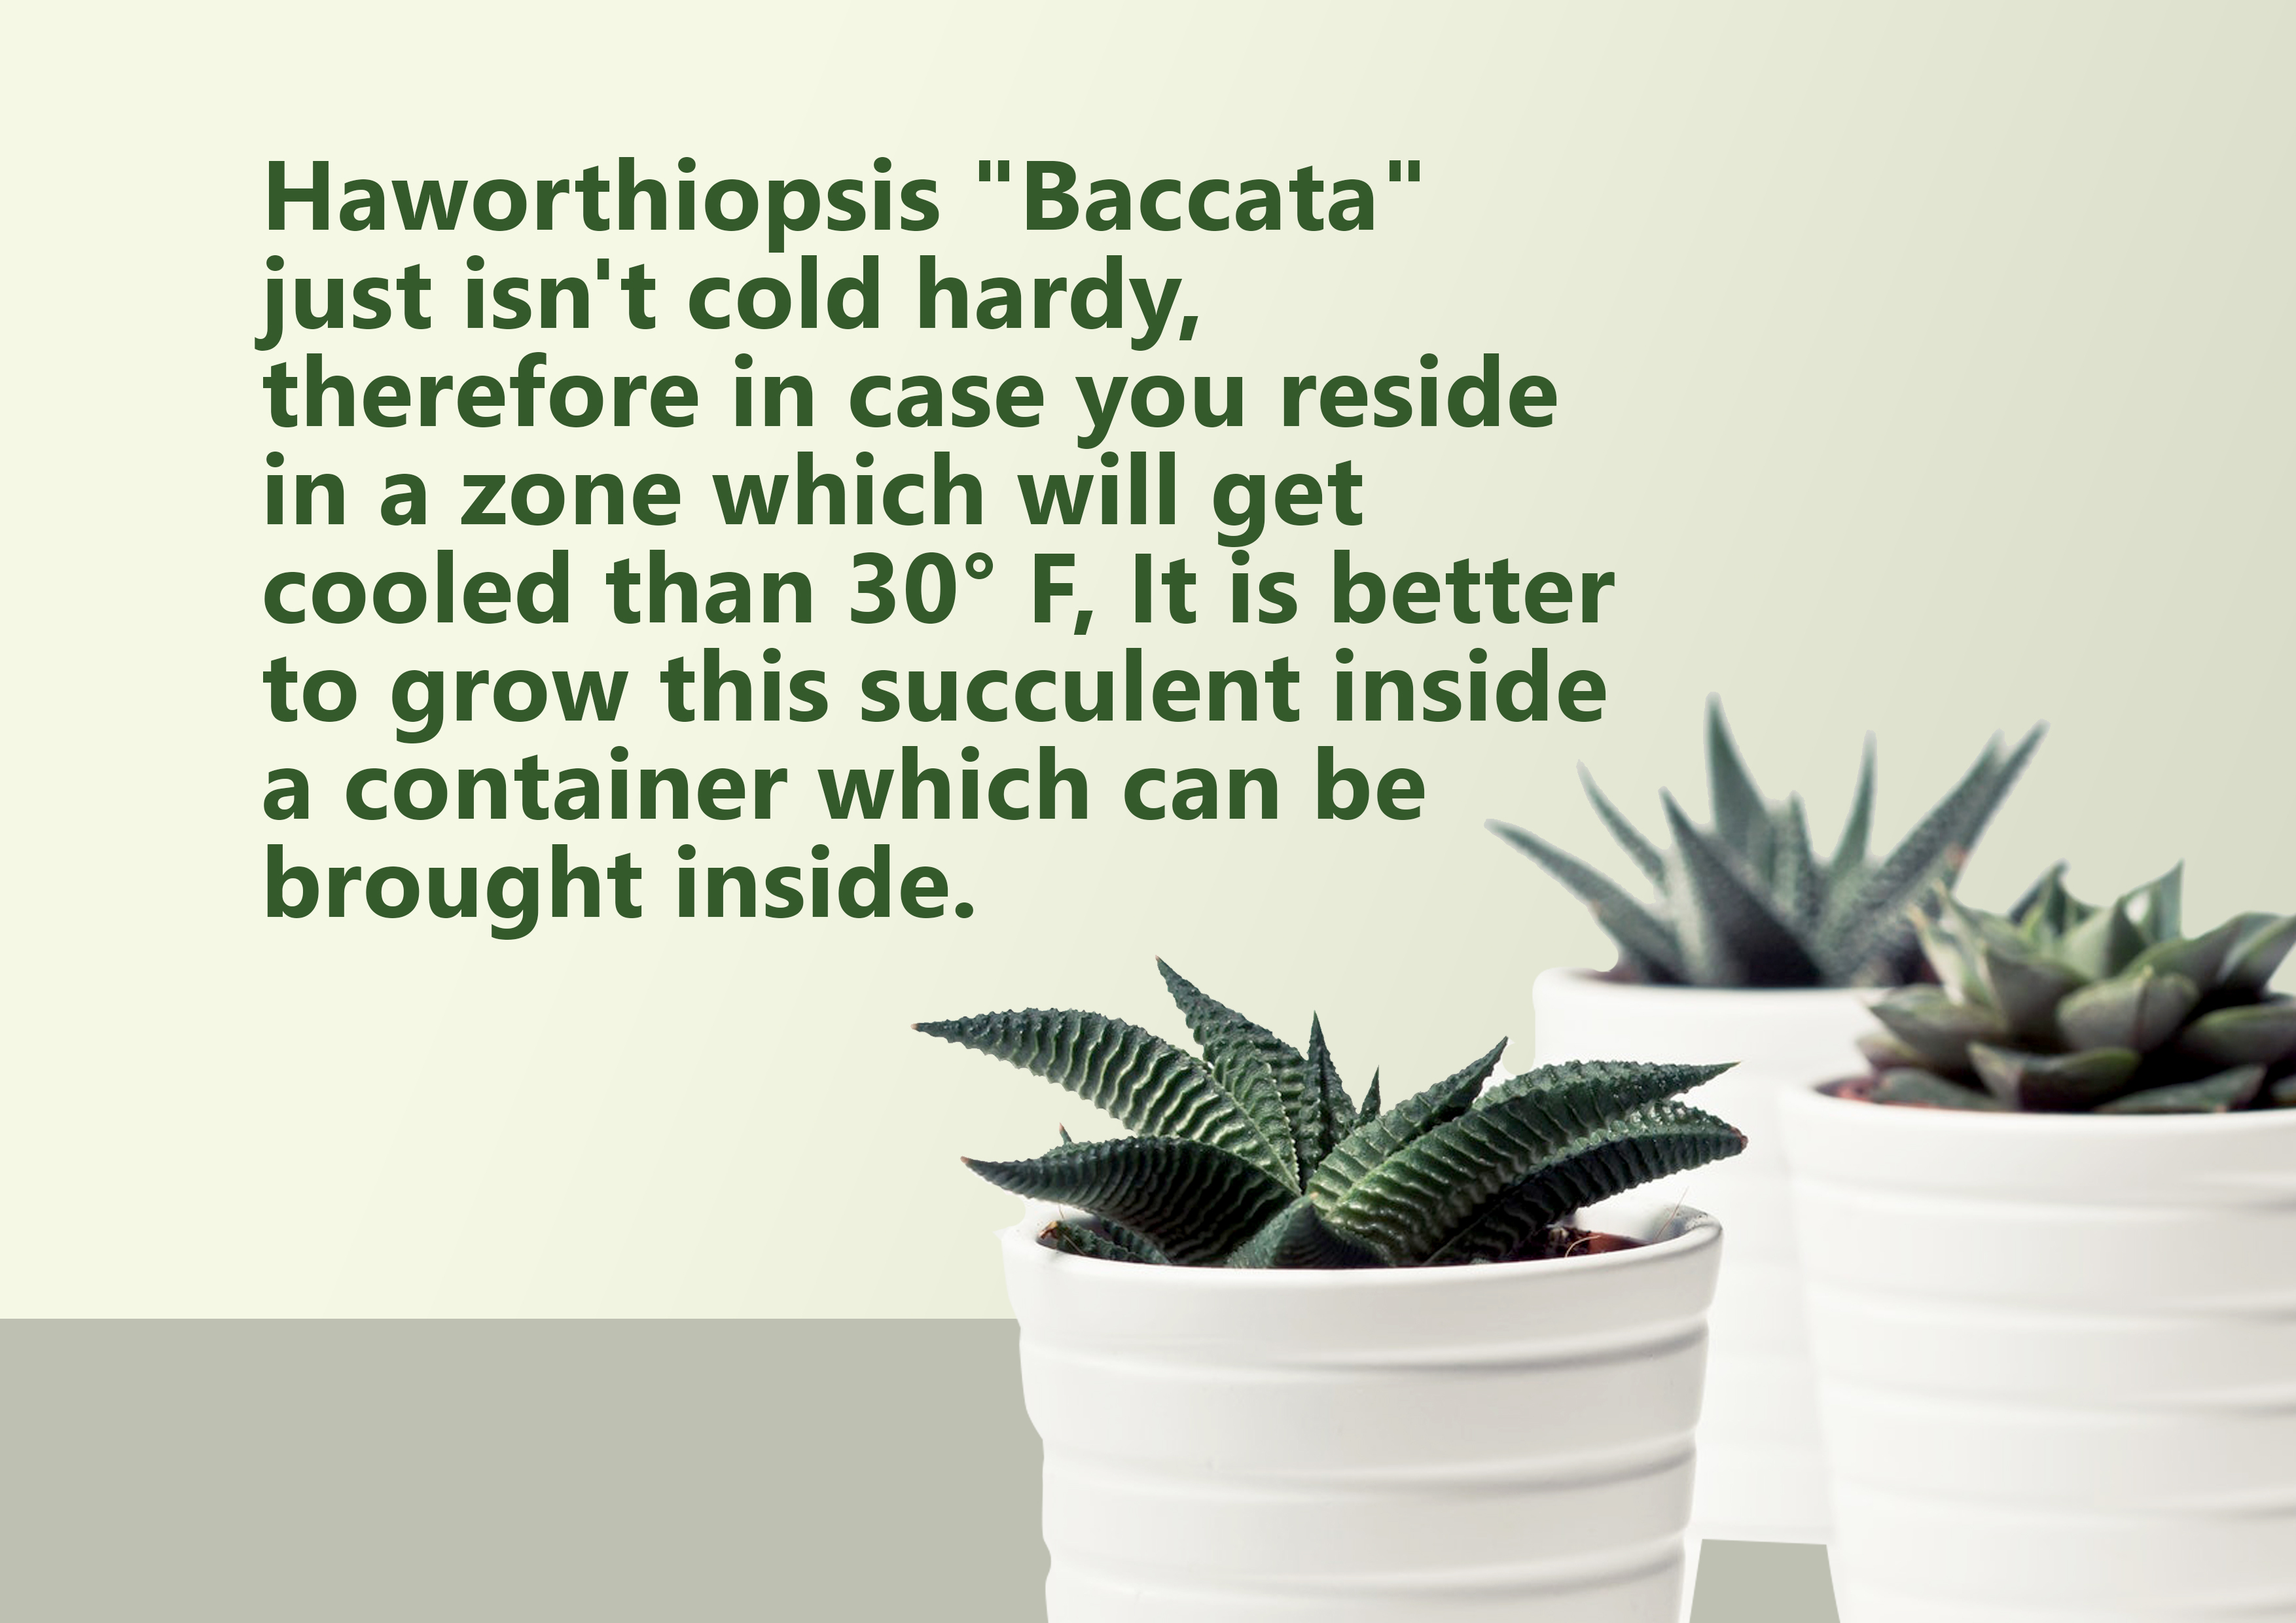 Haworthiopsis "Baccata"
just isn't cold hardy,
therefore in case you reside
in a zone which will get
cooled than 30° F, It is better
to grow this succulent inside
a container which can be
brought inside.